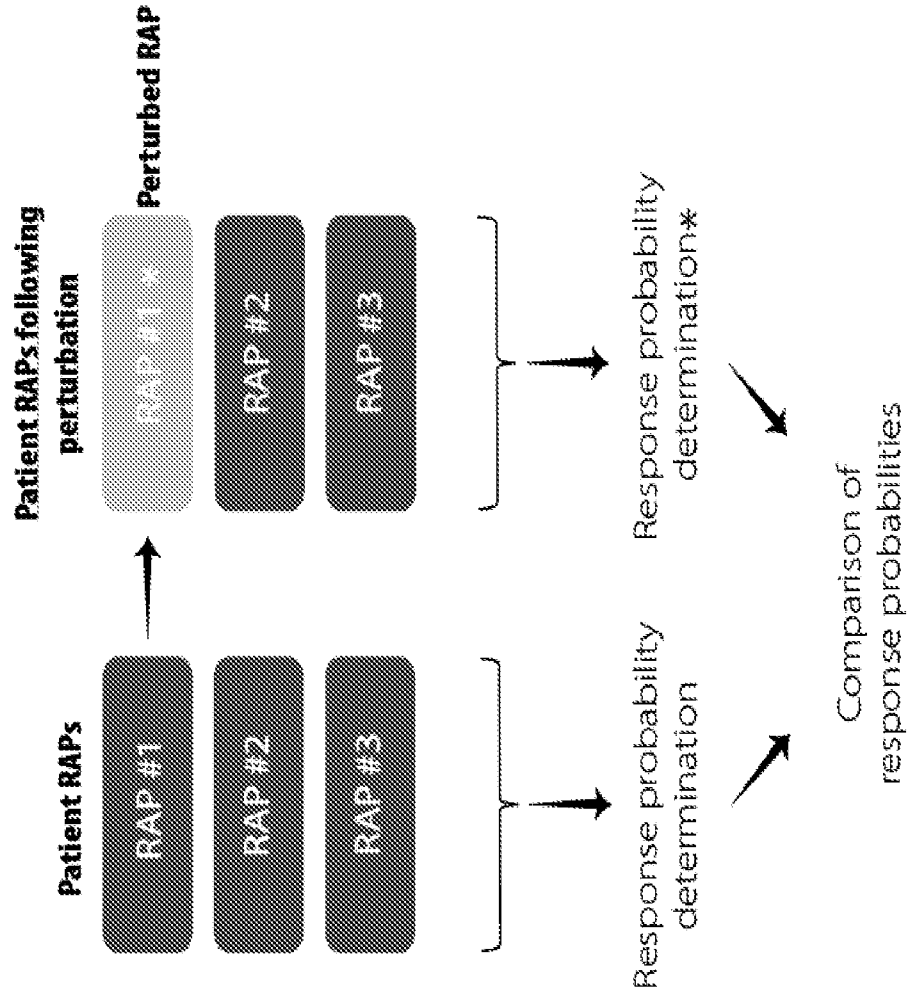 Patient RAPs
RAP #1
RAP #2
RAP #3
Response probability
determination
Patient RAPs following
perturbation
RAP #1 *
Perturbed RAP
RAP #2
RAP #3
Response probability
determination*
Comparison of
response probabilities